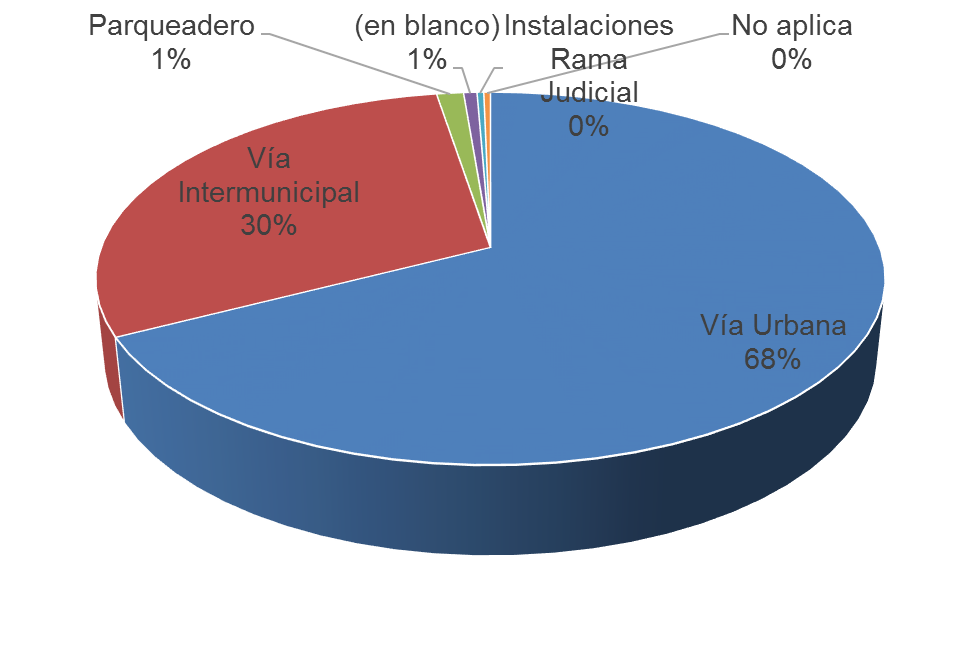 Parqueadero
1%
(en blanco)
1%
Instalaciones
Rama
Judicial
0%
No aplica
0%
Vía
Intermunicipal
30%
Vía Urbana
68%